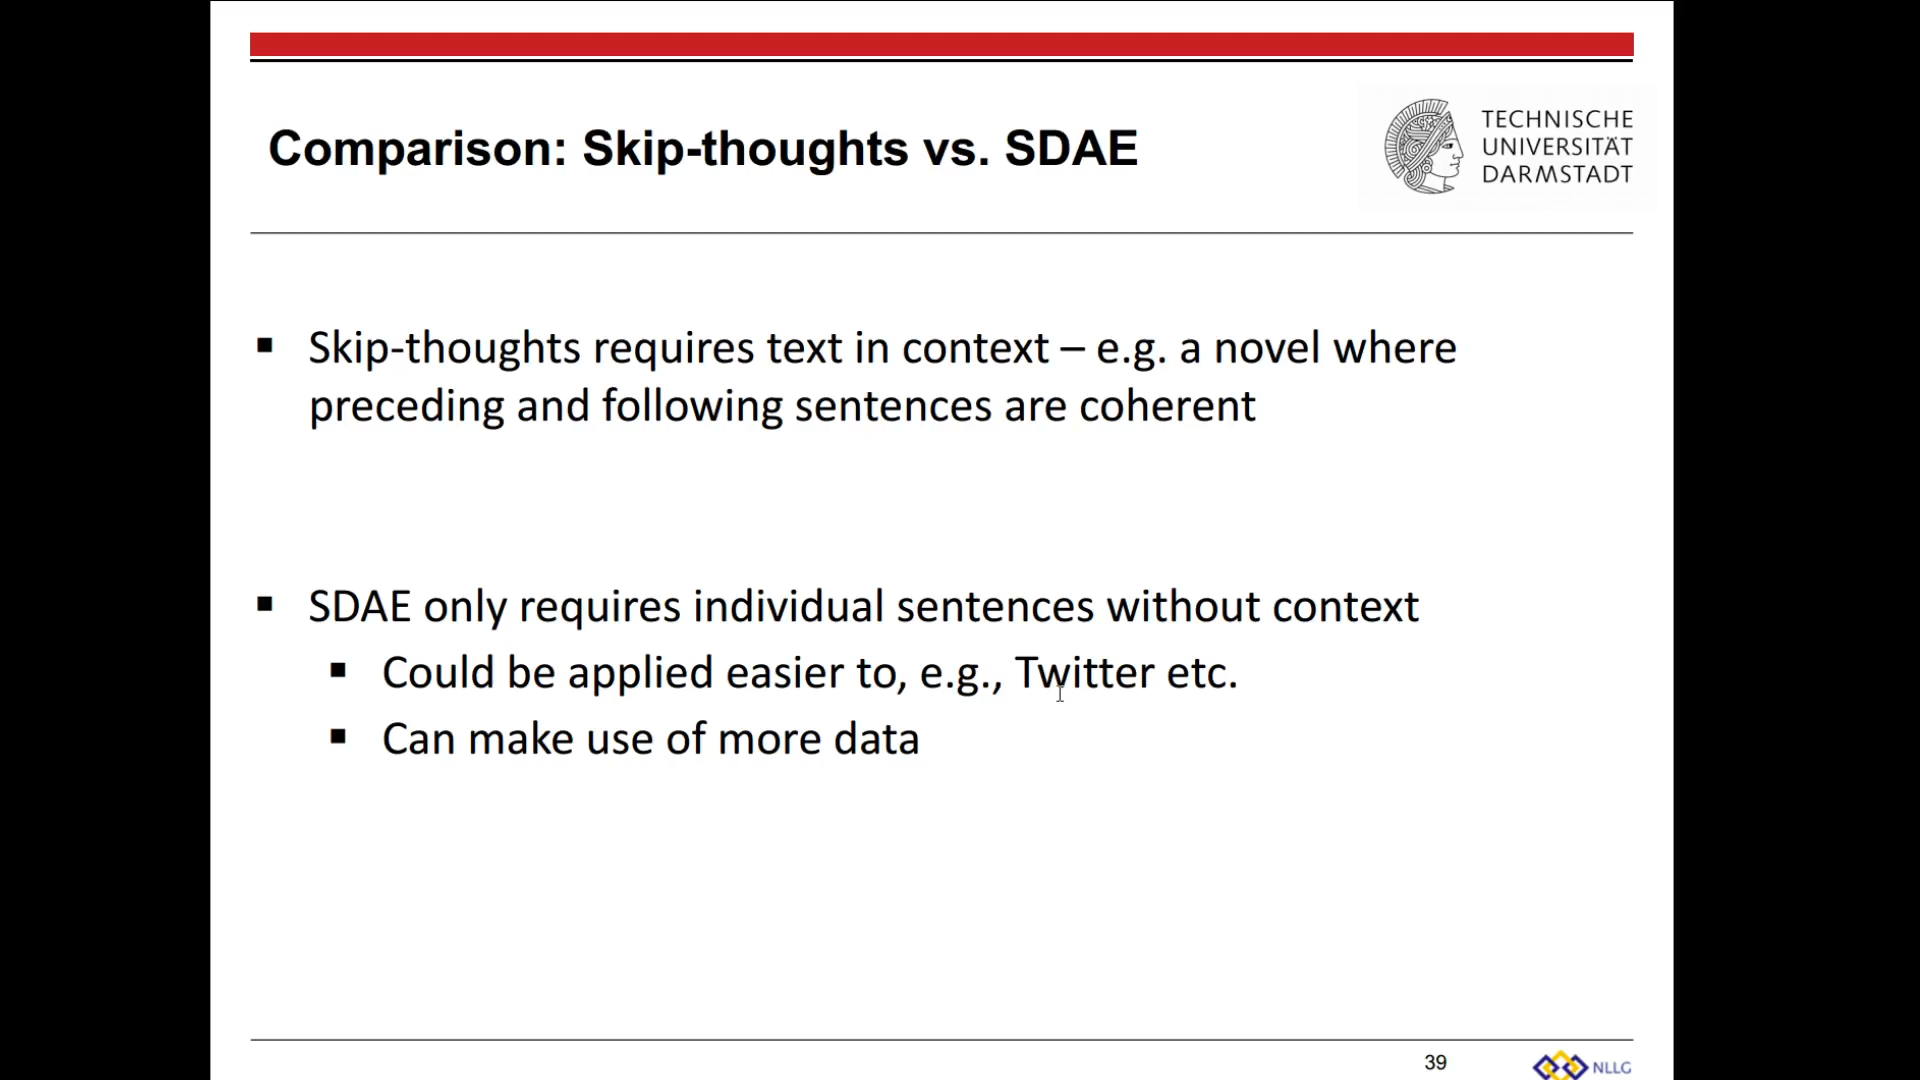 Comparison: Skip-thoughts vs. SDAE
TECHNISCHE
UNIVERSITÄT
DARMSTADT
▪ Skip-thoughts requires text in context – e.g. a novel where
preceding and following sentences are coherent
▪ SDAE only requires individual sentences without context
▪ Could be applied easier to, e.g., Twitter etc.
▪ Can make use of more data
39
NLLG